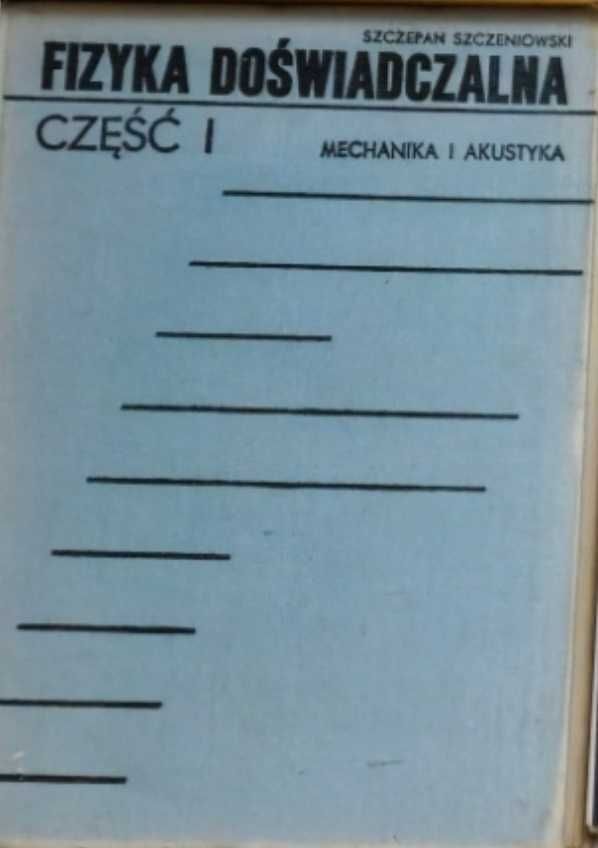 SZCZEPAN SZCZENIOWSKI
FIZYKA DOŚWIADCZALNA
CZĘŚĆ I
MECHANIKA I AKUSTYKA